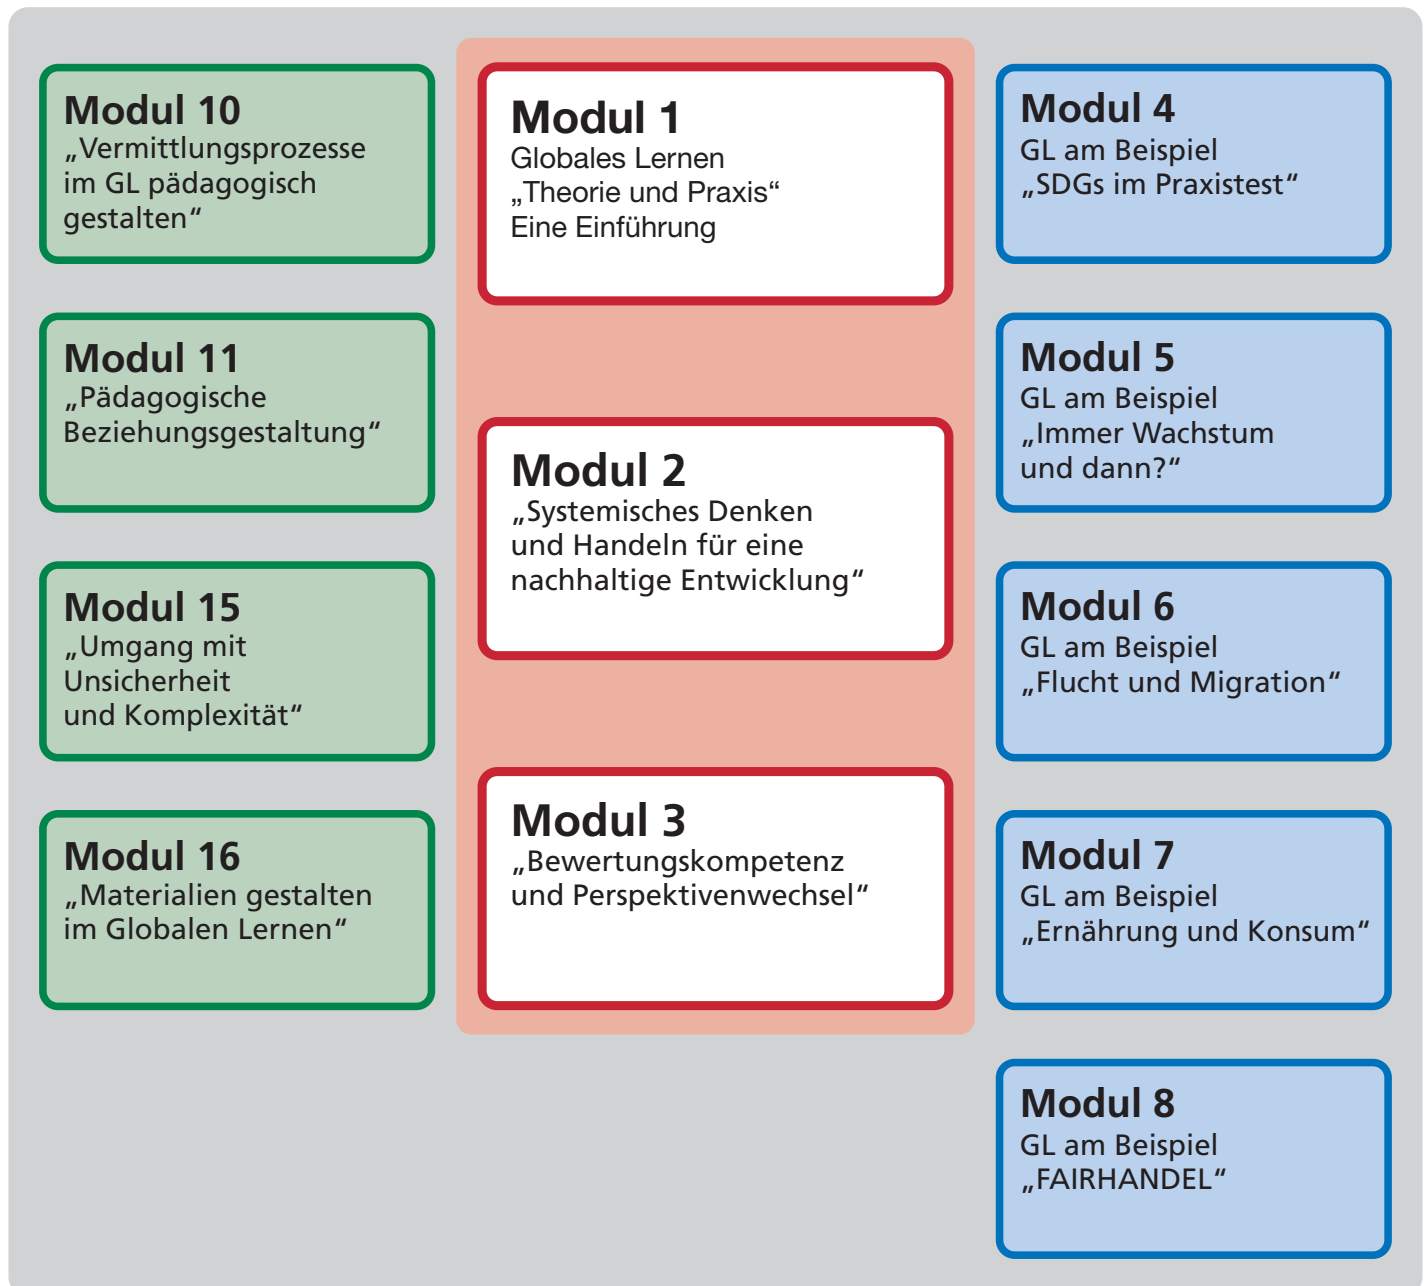 Modul 10
„Vermittlungsprozesse
im GL pädagogisch
gestalten“
Modul 11
„Pädagogische
Beziehungsgestaltung“
Modul 15
„Umgang mit
Unsicherheit
und Komplexität“
Modul 16
„Materialien gestalten
im Globalen Lernen“
Modul 1
Globales Lernen
„Theorie und Praxis“
Eine Einführung
Modul 2
„Systemisches Denken
und Handeln für eine
nachhaltige Entwicklung“
Modul 3
„Bewertungskompetenz
und Perspektivenwechsel“
Modul 4
GL am Beispiel
„SDGs im Praxistest“
Modul 5
GL am Beispiel
„Immer Wachstum
und dann?“
Modul 6
GL am Beispiel
„Flucht und Migration“
Modul 7
GL am Beispiel
„Ernährung und Konsum“
Modul 8
GL am Beispiel
„FAIRHANDEL“